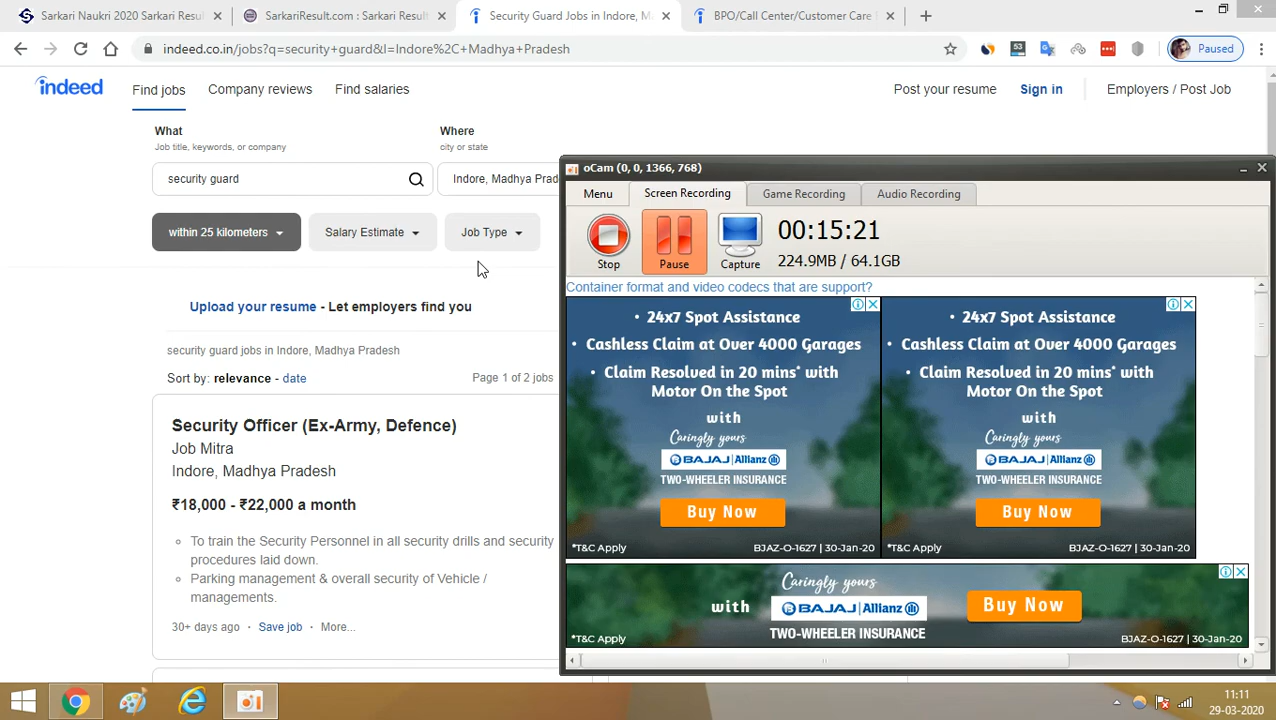 Sarkari Naukri 2020 Sarkari Resu
SarkariResult.com : Sarkari Result
Security Guard Jobs in Indore, M
BPO/Call Center/Customer Care
indeed.co.in/jobs?q=security+guard&l=Indore%2C+Madhya+Pradesh
53
Paused
indeed
Find jobs
Company reviews
Find salaries
Post your resume
Sign in
Employers / Post Job
What
Job title, keywords, or company
security guard
Where
city or state
Indore, Madhya Prad
within 25 kilometers
Salary Estimate
Job Type
Upload your resume - Let employers find you
security guard jobs in Indore, Madhya Pradesh
Sort by: relevance - date
Page 1 of 2 jobs
Security Officer (Ex-Army, Defence)
Job Mitra
Indore, Madhya Pradesh
₹18,000 - ₹22,000 a month
To train the Security Personnel in all security drills and security
procedures laid down.
Parking management & overall security of Vehicle /
managements.
30+ days ago
Save job
More...
oCam (0, 0, 1366, 768)
Menu
Screen Recording
Game Recording
Audio Recording
Stop
Pause
Capture
00:15:21
224.9MB / 64.1GB
Container format and video codecs that are support?
• 24x7 Spot Assistance
• Cashless Claim at Over 4000 Garages
• Claim Resolved in 20 mins* with
Motor On the Spot
with
Caringly yours
BAJAJ Allianz
TWO-WHEELER INSURANCE
Buy Now
*T&C Apply
BJAZ-O-1627 | 30-Jan-20
• 24x7 Spot Assistance
• Cashless Claim at Over 4000 Garages
• Claim Resolved in 20 mins* with
Motor On the Spot
with
Caringly yours
BAJAJ Allianz
TWO-WHEELER INSURANCE
Buy Now
*T&C Apply
BJAZ-O-1627 | 30-Jan-20
with
Caringly yours
BAJAJ Allianz
TWO-WHEELER INSURANCE
Buy Now
*T&C Apply
BJAZ-O-1627 | 30-Jan-20
11:11
29-03-2020